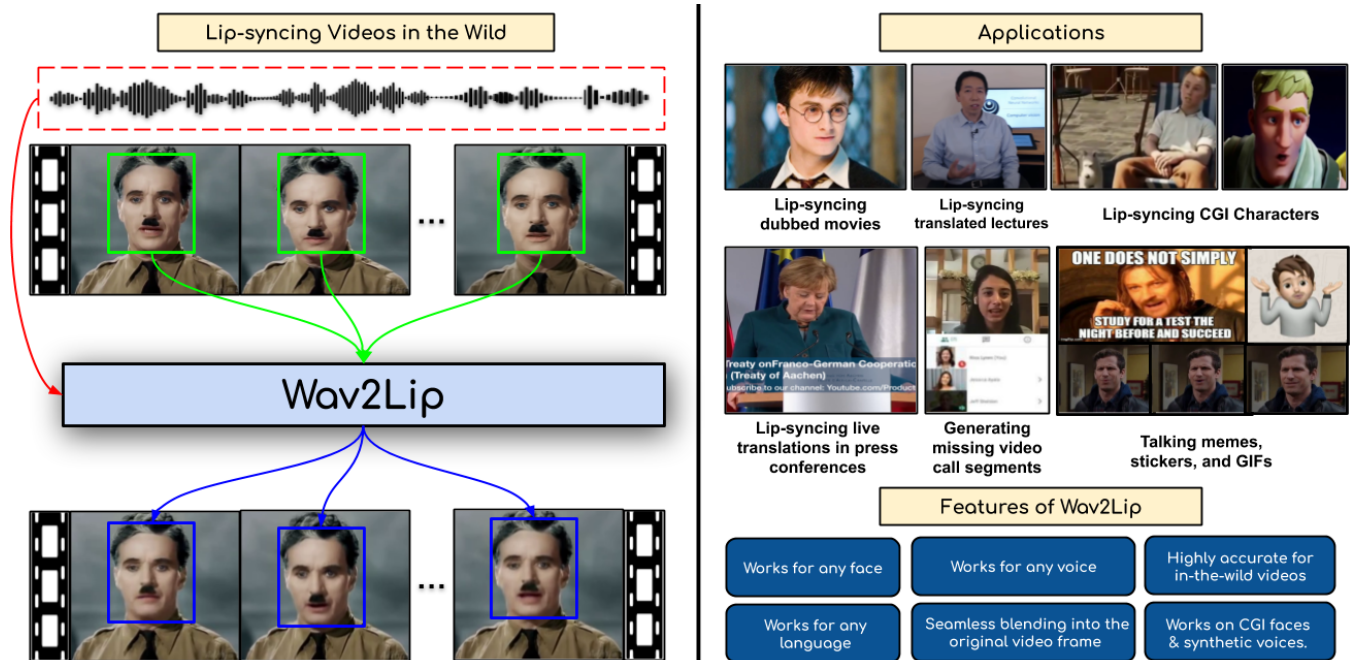 Lip-syncing Videos in the Wild
...
Wav2Lip
...
Applications
Lip-syncing
dubbed movies
Lip-syncing
translated lectures
Lip-syncing CGI Characters
ONE DOES NOT SIMPLY
STUDY FOR A TEST THE
NIGHT BEFORE AND SUCCEED
Treaty onFranco-German Cooperatio
(Treaty of Aachen)
ubscribe to our channel: Youtube.com/Product
Lip-syncing live
translations in press
conferences
Generating
missing video
call segments
Talking memes,
stickers, and GIFs
Features of Wav2Lip
Works for any face
Works for any voice
Highly accurate for
in-the-wild videos
Works for any
language
Seamless blending into the
original video frame
Works on CGI faces
& synthetic voices.